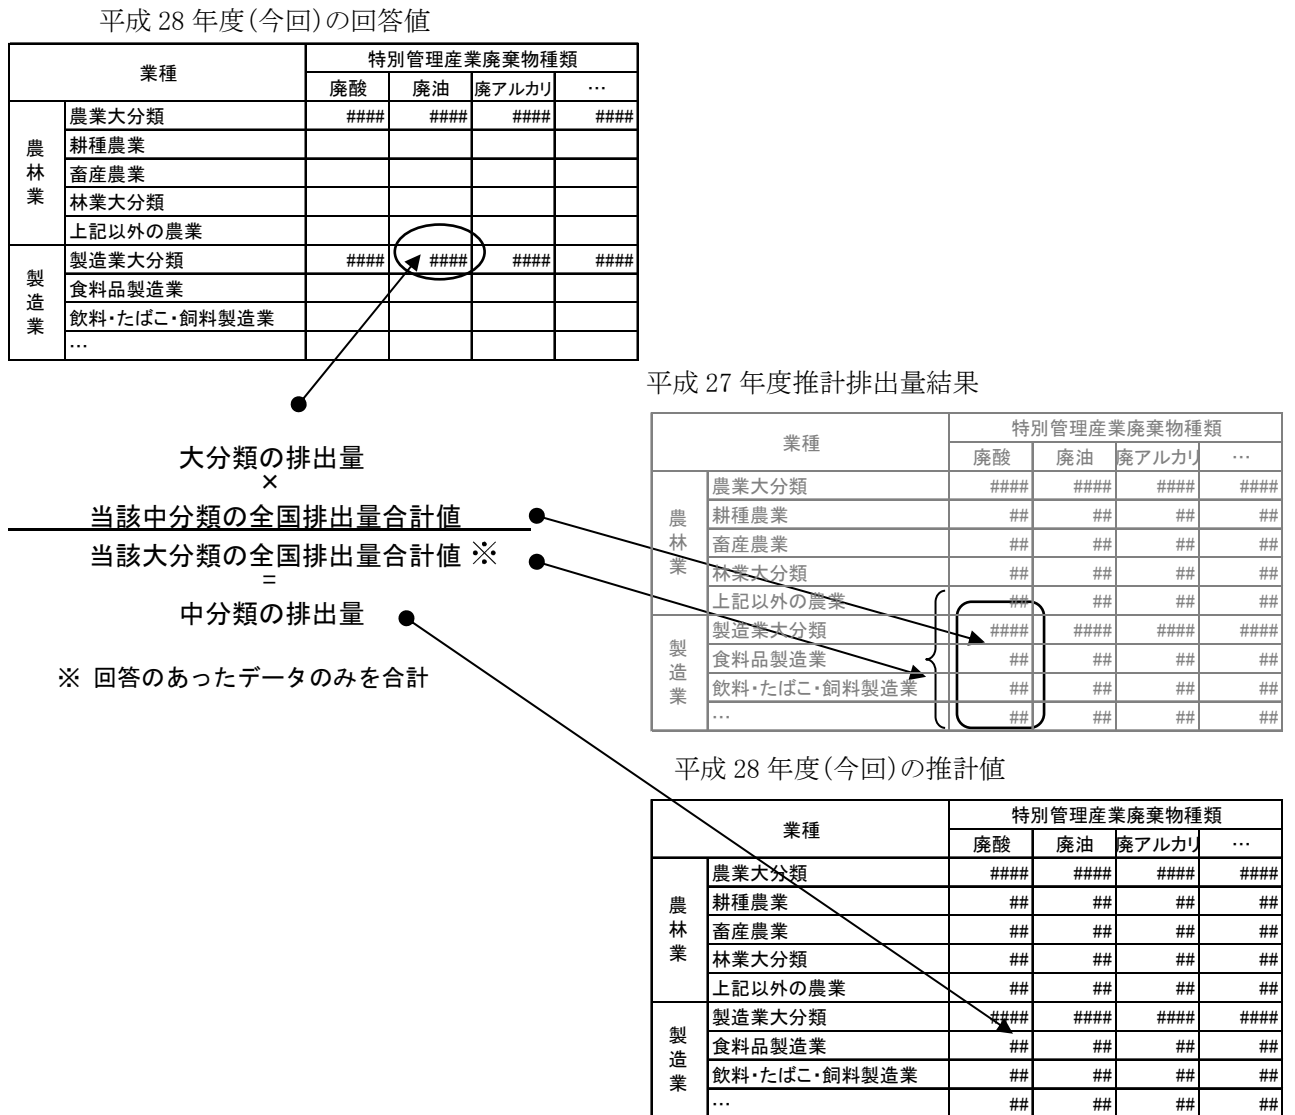 平成 28 年度(今回)の回答値
業種 特別管理産業廃棄物種類
廃酸 廃油 廃アルカリ …
農林業
農業大分類 #### #### #### ####
耕種農業
畜産農業
林業大分類
上記以外の農業
製造業
製造業大分類 #### #### #### ####
食料品製造業
飲料・たばこ・飼料製造業
…
大分類の排出量
×
当該中分類の全国排出量合計値
当該大分類の全国排出量合計値 ※
=
中分類の排出量
※ 回答のあったデータのみを合計
平成 27 年度推計排出量結果
業種 特別管理産業廃棄物種類
廃酸 廃油 廃アルカリ …
農林業
農業大分類 #### #### #### ####
耕種農業 ## ## ## ##
畜産農業 ## ## ## ##
林業大分類 ## ## ## ##
上記以外の農業 ## ## ## ##
製造業
製造業大分類 #### #### #### ####
食料品製造業 ## ## ## ##
飲料・たばこ・飼料製造業 ## ## ## ##
… ## ## ## ##
平成 28 年度(今回)の推計値
業種 特別管理産業廃棄物種類
廃酸 廃油 廃アルカリ …
農林業
農業大分類 #### #### #### ####
耕種農業 ## ## ## ##
畜産農業 ## ## ## ##
林業大分類 ## ## ## ##
上記以外の農業 ## ## ## ##
製造業
製造業大分類 #### #### #### ####
食料品製造業 ## ## ## ##
飲料・たばこ・飼料製造業 ## ## ## ##
… ## ## ## ##